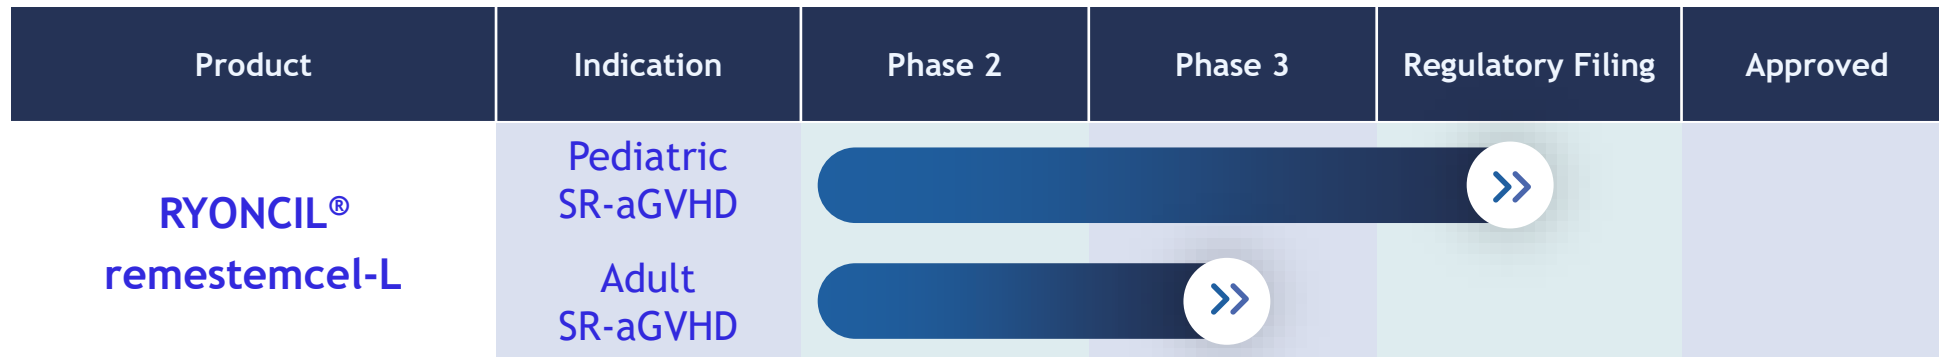 Product Indication Phase 2 Phase 3 Regulatory Filing Approved
RYONCIL®
remestemcel-L
Pediatric
SR-aGVHD
Adult
SR-aGVHD